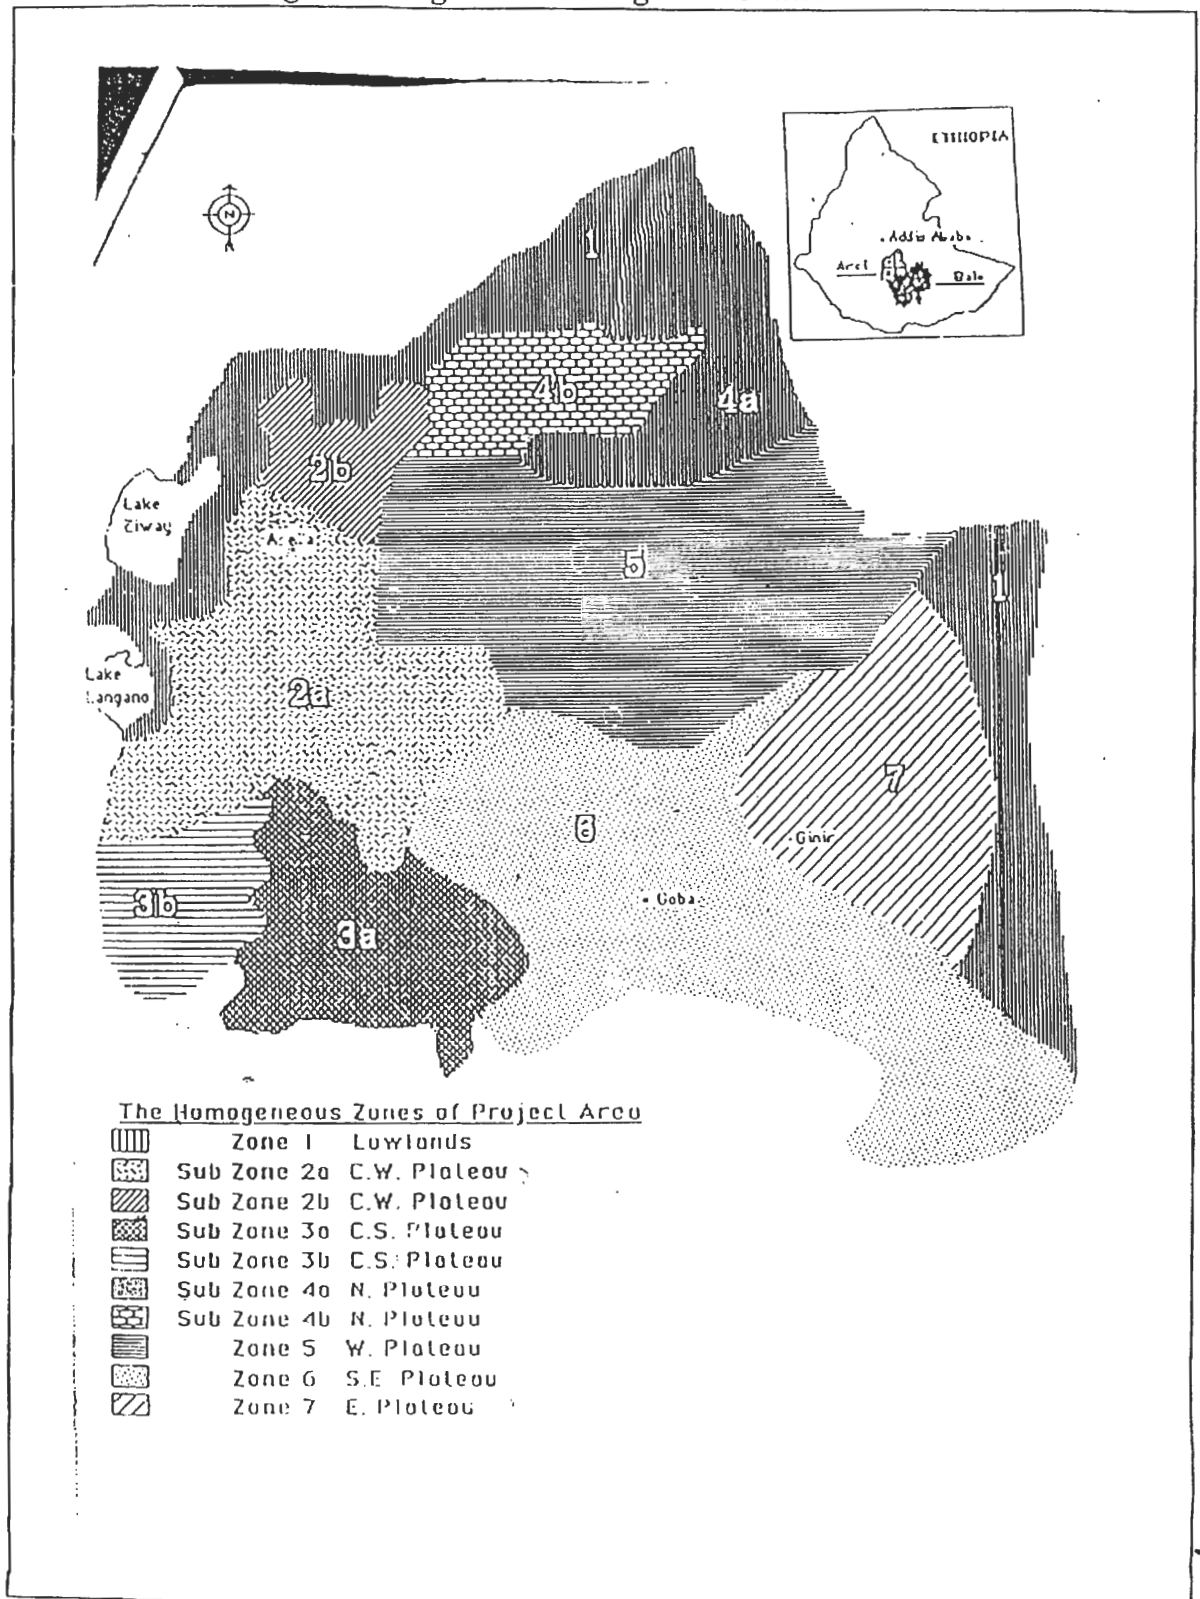 ETHIOPIA
Addis Ababa
Arsi
Bale
N
1
4b
4a
2b
Lake
Ziway
Asella
5
1
Lake
Langano
2a
7
6
Ginir
3b
Goba
3a
The Homogeneous Zones of Project Area
Zone 1 Lowlands
Sub Zone 2a C.W. Plateau
Sub Zone 2b C.W. Plateau
Sub Zone 3a C.S. Plateau
Sub Zone 3b C.S. Plateau
Sub Zone 4a N. Plateau
Sub Zone 4b N. Plateau
Zone 5 W. Plateau
Zone 6 S.E Plateau
Zone 7 E. Plateau